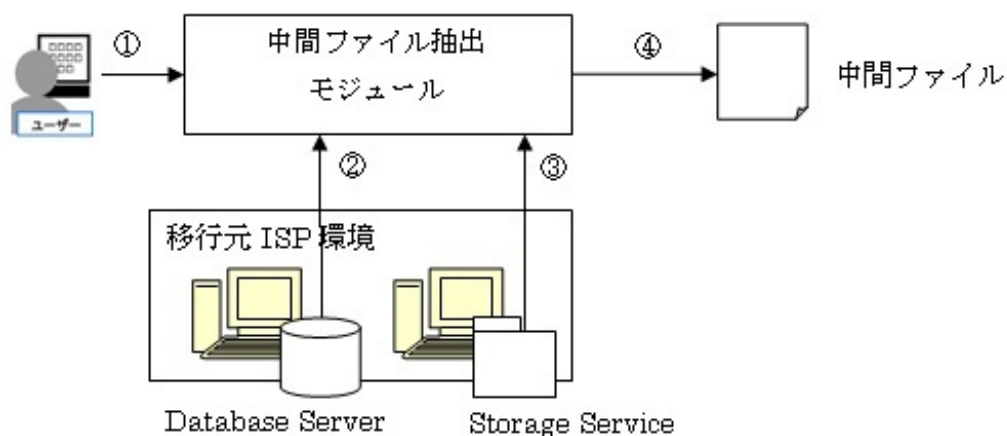 ①
中間ファイル抽出
モジュール
④
中間ファイル
ユーザー
②
③
移行元 ISP 環境
Database Server
Storage Service